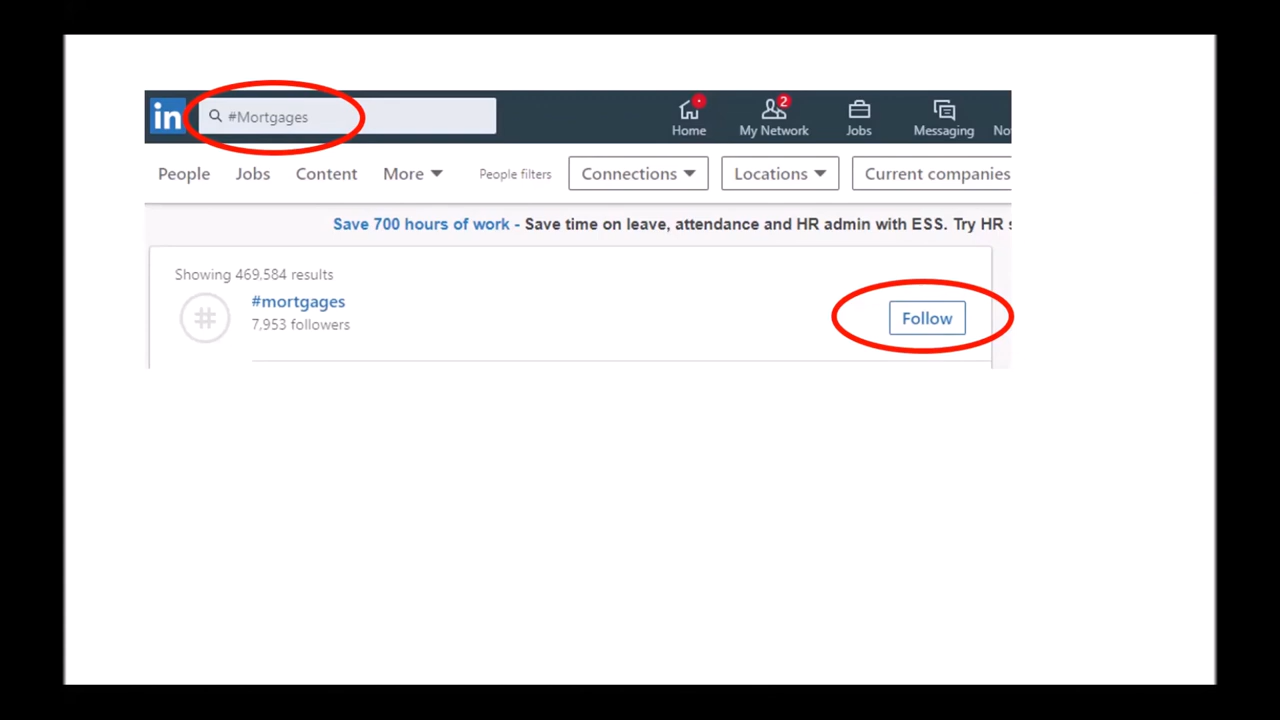 in #Mortgages
2
Home My Network Jobs Messaging No
People Jobs Content More People filters Connections Locations Current companies
Save 700 hours of work - Save time on leave, attendance and HR admin with ESS. Try HR
Showing 469,584 results
#mortgages
7,953 followers
Follow